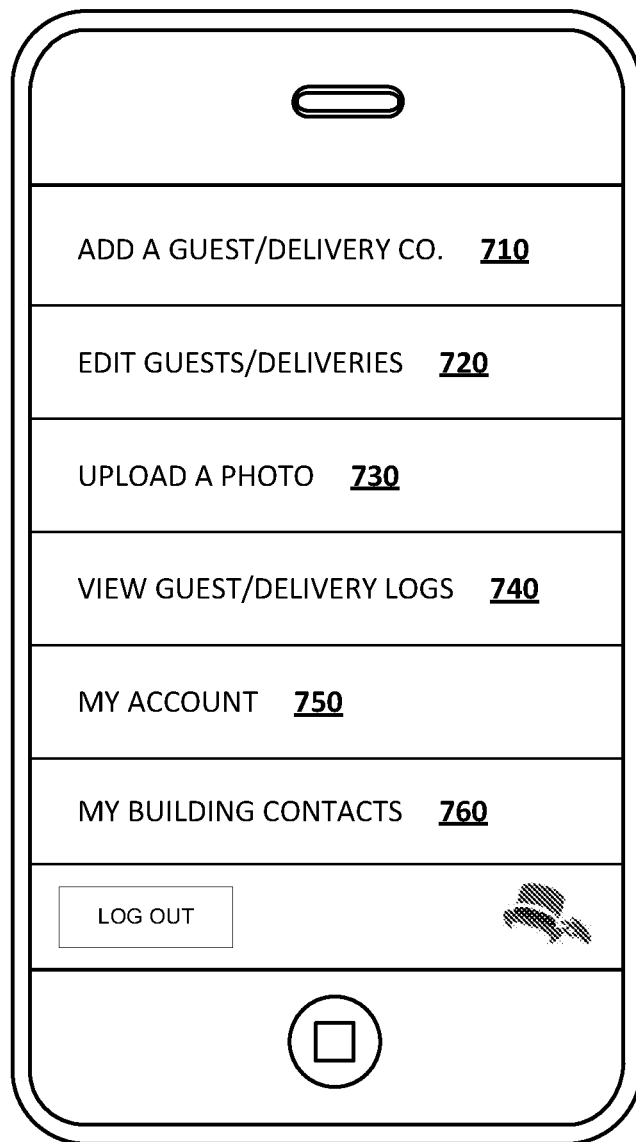 ADD A GUEST/DELIVERY CO. 710
EDIT GUESTS/DELIVERIES 720
UPLOAD A PHOTO 730
VIEW GUEST/DELIVERY LOGS 740
MY ACCOUNT 750
MY BUILDING CONTACTS 760
LOG OUT